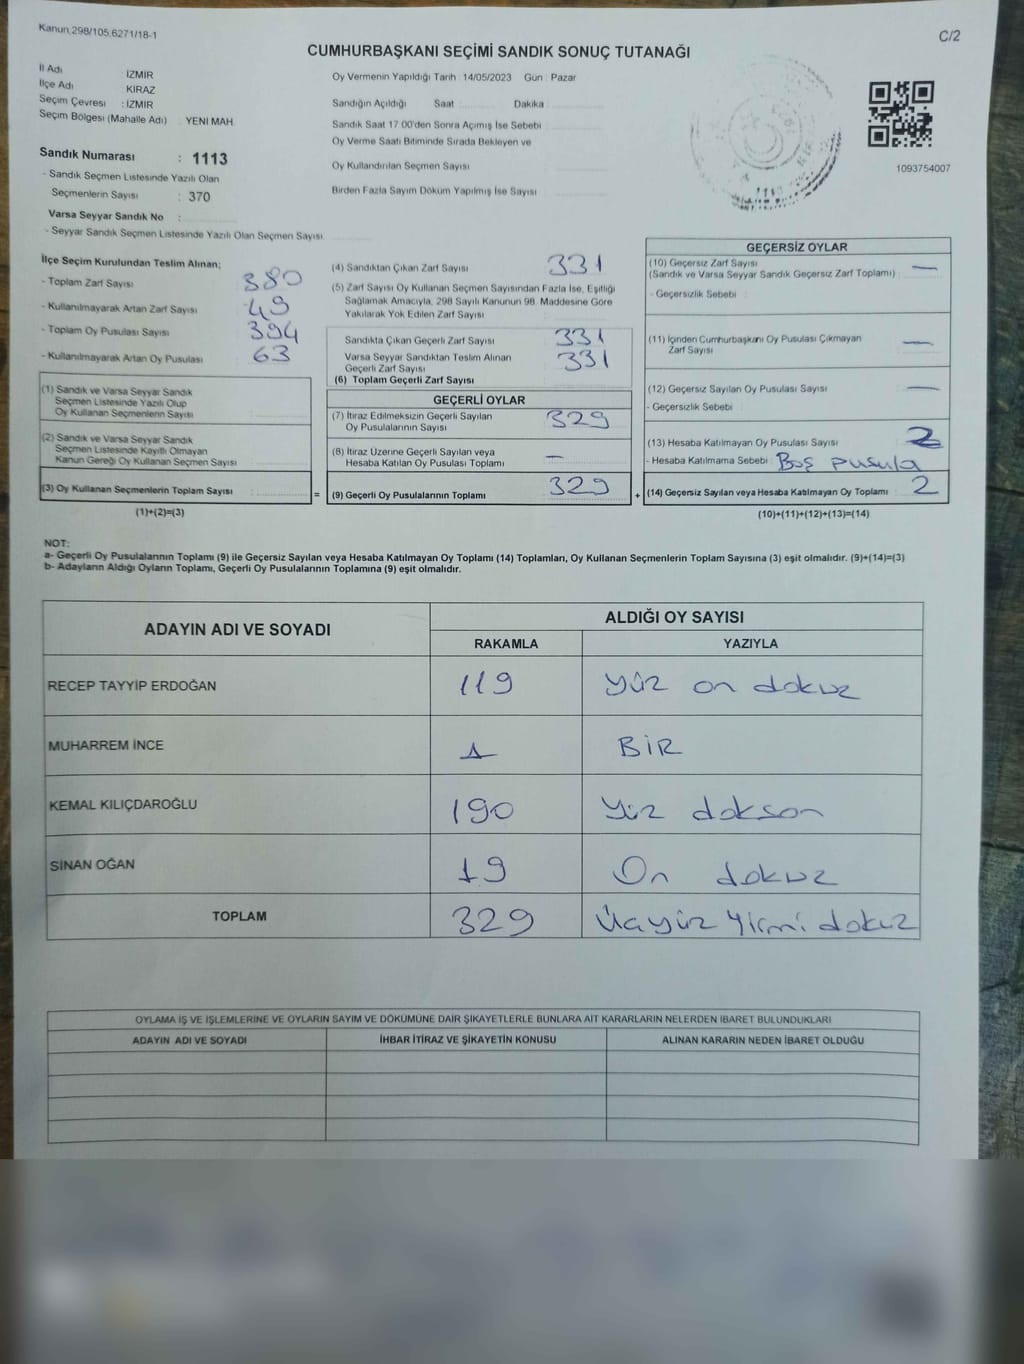 Kanun.298/105,6271/18-1
C/2
CUMHURBAŞKANI SEÇİMİ SANDIK SONUÇ TUTANAĞI
İl Adı : İZMİR
İlçe Adı : KİRAZ
Seçim Çevresi : İZMİR
Seçim Bölgesi (Mahalle Adı) : YENİ MAH.
Sandık Numarası : 1113
- Sandık Seçmen Listesinde Yazılı Olan
Seçmenlerin Sayısı : 370
Varsa Seyyar Sandık No :
- Seyyar Sandık Seçmen Listesinde Yazılı Olan Seçmen Sayısı
Oy Vermenin Yapıldığı Tarih : 14/05/2023 Gün : Pazar
Sandığın Açıldığı Saat Dakika
Sandık Saat 17.00'den Sonra Açımış İse Sebebi
Oy Verme Saati Bitiminde Sırada Bekleyen ve
Oy Kullandırılan Seçmen Sayısı
Birden Fazla Sayım Döküm Yapılmış İse Sayısı
1093754007
İlçe Seçim Kurulundan Teslim Alınan;
- Toplam Zarf Sayısı 380
- Kullanılmayarak Artan Zarf Sayısı 49
- Toplam Oy Pusulası Sayısı 394
- Kullanılmayarak Artan Oy Pusulası 63
(1) Sandık ve Varsa Seyyar Sandık
Seçmen Listesinde Yazılı Olup
Oy Kullanan Seçmenlerin Sayısı
(2) Sandık ve Varsa Seyyar Sandık
Seçmen Listesinde Kayıtlı Olmayan
Kanun Gereği Oy Kullanan Seçmen Sayısı
(3) Oy Kullanan Seçmenlerin Toplam Sayısı =
(1)+(2)=(3)
(4) Sandıktan Çıkan Zarf Sayısı 331
(5) Zarf Sayısı Oy Kullanan Seçmen Sayısından Fazla İse, Eşitliği
Sağlamak Amacıyla, 298 Sayılı Kanunun 98. Maddesine Göre
Yakılarak Yok Edilen Zarf Sayısı
Sandıkta Çıkan Geçerli Zarf Sayısı 331
Varsa Seyyar Sandıktan Teslim Alınan 331
Geçerli Zarf Sayısı
(6) Toplam Geçerli Zarf Sayısı
GEÇERLİ OYLAR
(7) İtiraz Edilmeksizin Geçerli Sayılan 329
Oy Pusulalarının Sayısı
(8) İtiraz Üzerine Geçerli Sayılan veya —
Hesaba Katılan Oy Pusulası Toplamı
(9) Geçerli Oy Pusulalarının Toplamı 329 +
GEÇERSİZ OYLAR
(10) Geçersiz Zarf Sayısı —
(Sandık ve Varsa Seyyar Sandık Geçersiz Zarf Toplamı)
- Geçersizlik Sebebi :
(11) İçinden Cumhurbaşkanı Oy Pusulası Çıkmayan —
Zarf Sayısı
(12) Geçersiz Sayılan Oy Pusulası Sayısı —
- Geçersizlik Sebebi :
(13) Hesaba Katılmayan Oy Pusulası Sayısı 2
- Hesaba Katılmama Sebebi : Boş pusula
(14) Geçersiz Sayılan veya Hesaba Katılmayan Oy Toplamı 2
(10)+(11)+(12)+(13)=(14)
NOT:
a- Geçerli Oy Pusulalarının Toplamı (9) ile Geçersiz Sayılan veya Hesaba Katılmayan Oy Toplamı (14) Toplamları, Oy Kullanan Seçmenlerin Toplam Sayısına (3) eşit olmalıdır. (9)+(14)=(3)
b- Adayların Aldığı Oyların Toplamı, Geçerli Oy Pusulalarının Toplamına (9) eşit olmalıdır.
ADAYIN ADI VE SOYADI
ALDIĞI OY SAYISI
RAKAMLA YAZIYLA
RECEP TAYYİP ERDOĞAN 119 Yüz on dokuz
MUHARREM İNCE 1 BİR
KEMAL KILIÇDAROĞLU 190 Yüz doksan
SİNAN OĞAN 19 On dokuz
TOPLAM 329 Üçyüz Yirmi dokuz
OYLAMA İŞ VE İŞLEMLERİNE VE OYLARIN SAYIM VE DÖKÜMÜNE DAİR ŞİKAYETLERLE BUNLARA AİT KARARLARIN NELERDEN İBARET BULUNDUKLARI
ADAYIN ADI VE SOYADI İHBAR İTİRAZ VE ŞİKAYETİN KONUSU ALINAN KARARIN NEDEN İBARET OLDUĞU